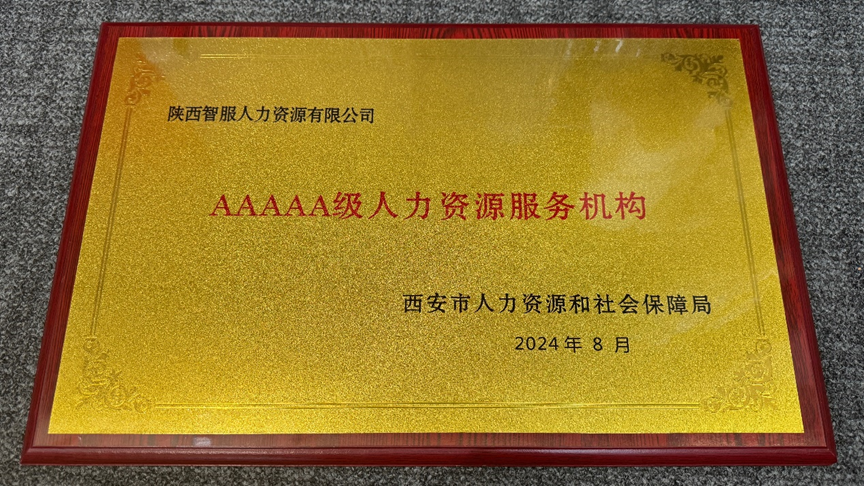 陕西智服人力资源有限公司
AAAAA级人力资源服务机构
西安市人力资源和社会保障局
2024年 8 月